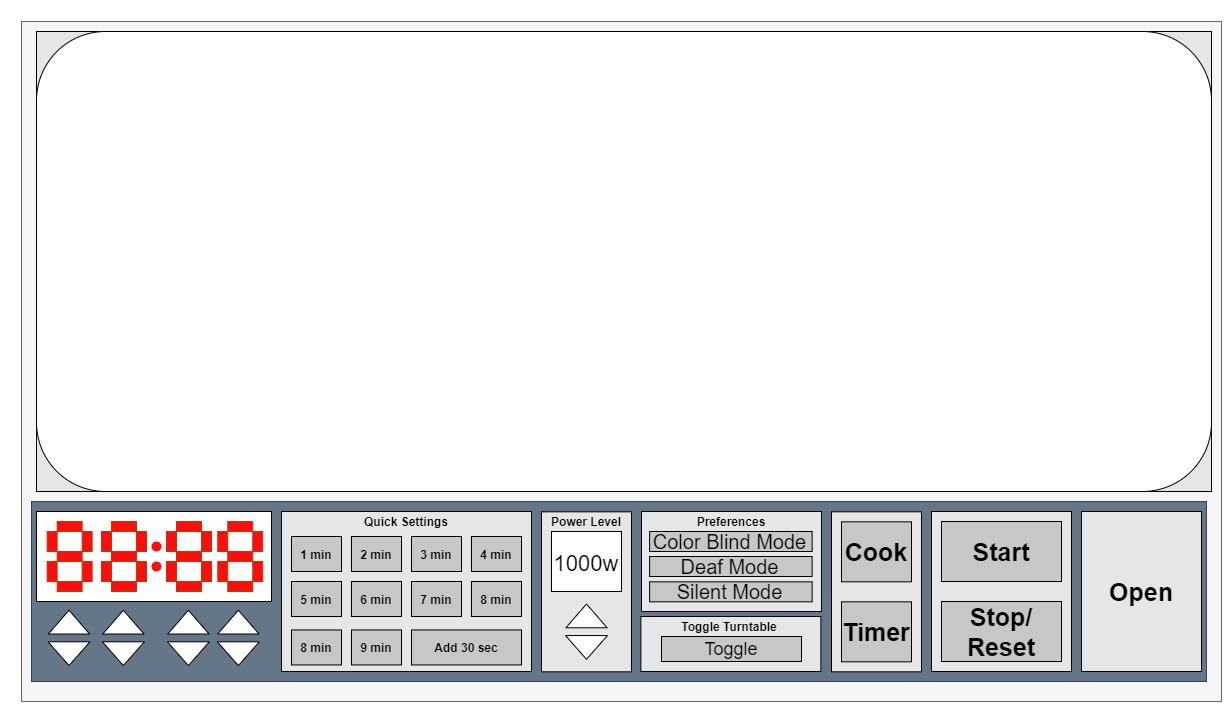 88:88
Quick Settings
1 min 2 min 3 min 4 min
5 min 6 min 7 min 8 min
8 min 9 min Add 30 sec
Power Level
1000w
Preferences
Color Blind Mode
Deaf Mode
Silent Mode
Toggle Turntable
Toggle
Cook
Timer
Start
Stop/
Reset
Open